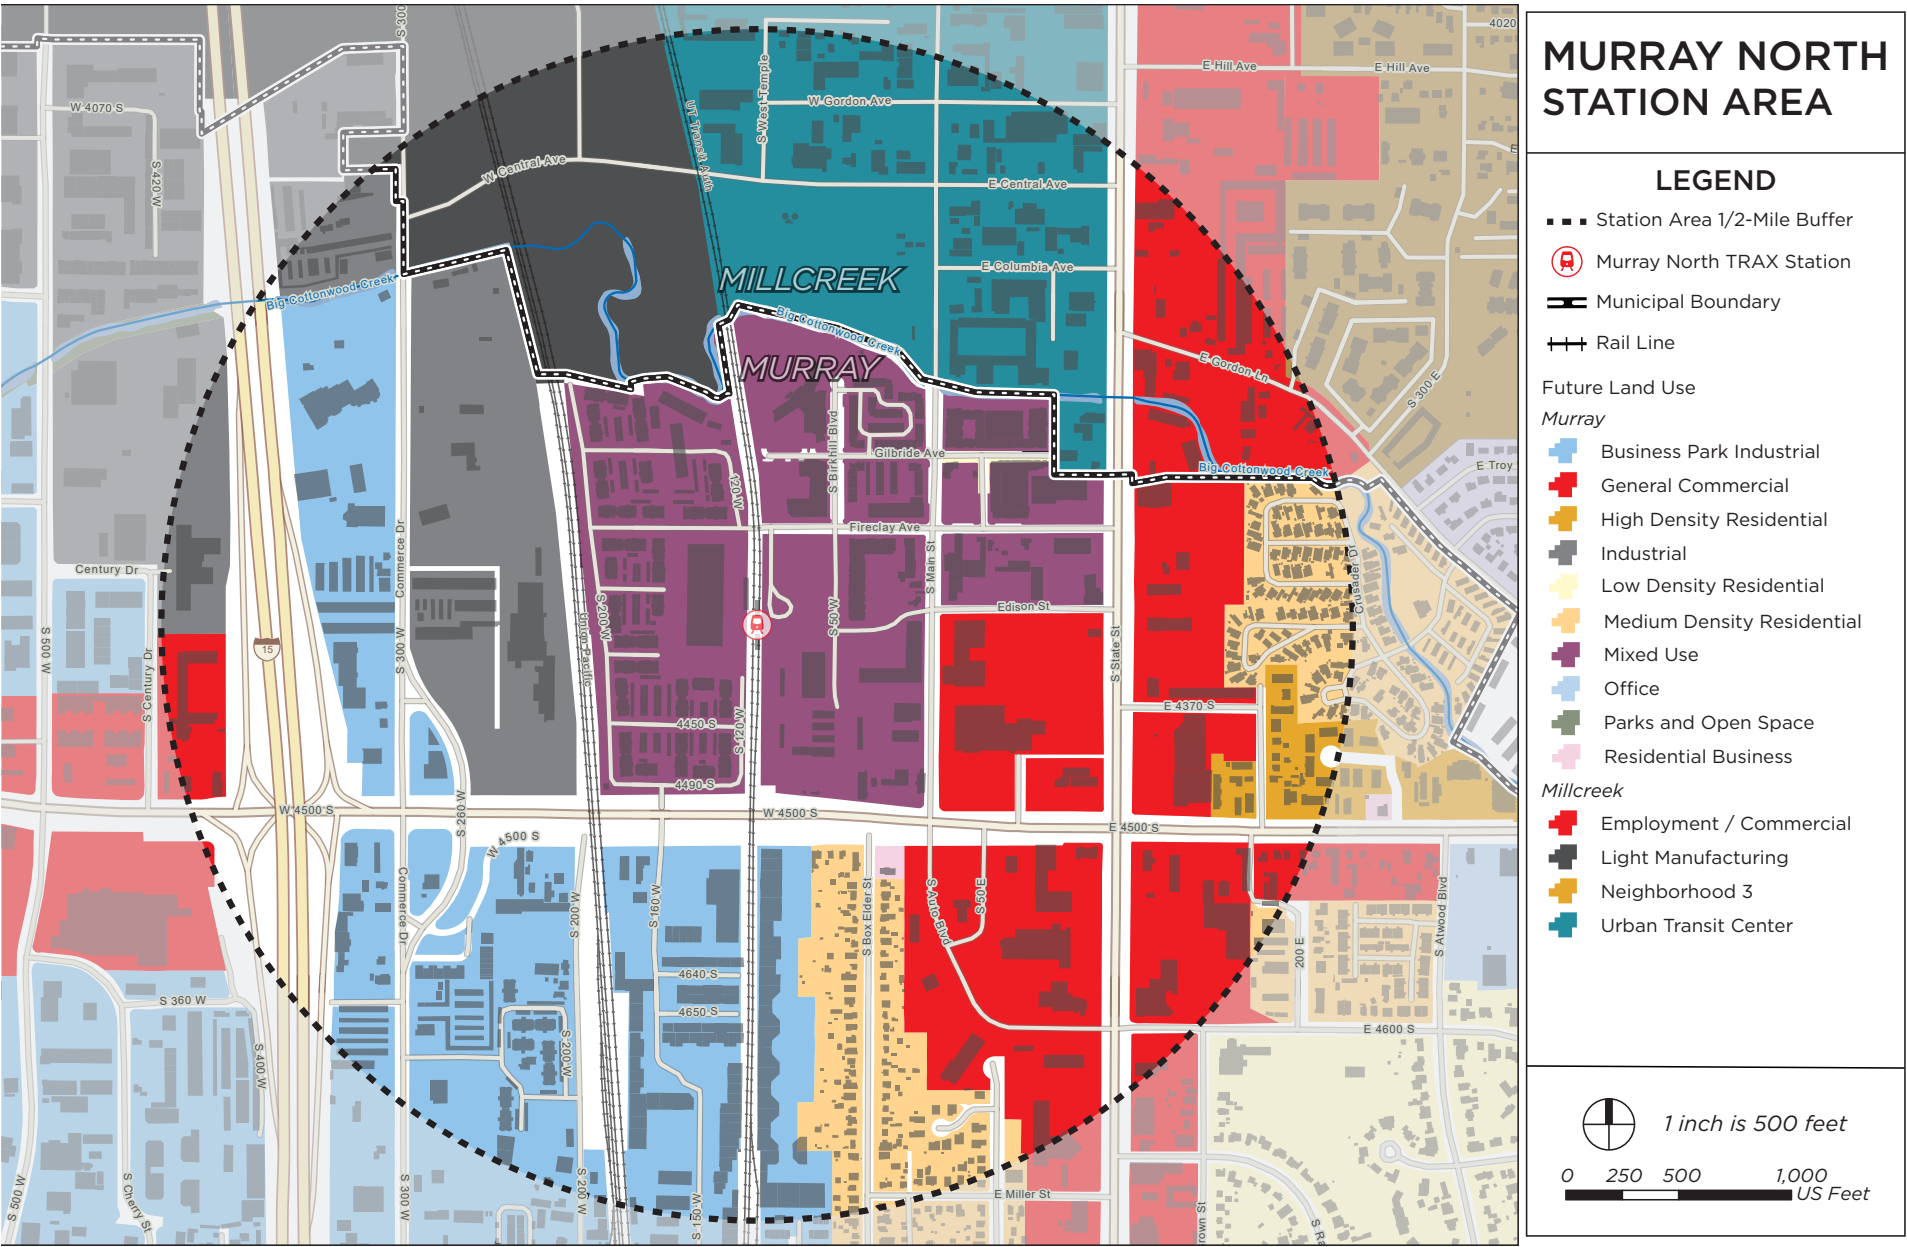 MURRAY NORTH
STATION AREA
LEGEND
Station Area 1/2-Mile Buffer
Murray North TRAX Station
Municipal Boundary
Rail Line
Future Land Use
Murray
Business Park Industrial
General Commercial
High Density Residential
Industrial
Low Density Residential
Medium Density Residential
Mixed Use
Office
Parks and Open Space
Residential Business
Millcreek
Employment / Commercial
Light Manufacturing
Neighborhood 3
Urban Transit Center
1 inch is 500 feet
0 250 500 1,000
US Feet
S 300
4020
E Hill Ave
E Hill Ave
W 4070 S
S West Temple
W Gordon Ave
UT Transit Auth
S 420 W
W Central Ave
E Central Ave
MILLCREEK
E Columbia Ave
Big Cottonwood Creek
Big Cottonwood Creek
MURRAY
E Gordon Ln
S 300 E
S Birkhill Blvd
Gilbride Ave
Big Cottonwood Creek
E Troy
120 W
Fireclay Ave
Commerce Dr
S Main St
Century Dr
Crusader Dr
S 200 W
Edison St
S 50 W
S 500 W
15
S 300 W
Union Pacific
S State St
S Century Dr
E 4370 S
4450 S
S 120 W
4490 S
W 4500 S
S 260 W
W 4500 S
E 4500 S
W 4500 S
Commerce Dr
S 200 W
S 160 W
S Box Elder St
S Auto Blvd
S 50 E
S Atwood Blvd
200 E
4640 S
4650 S
S 360 W
E 4600 S
S 400 W
S 200 W
S 500 W
S Cherry St
S 300 W
S 200 W
S 150 W
E Miller St
rown St
S Ra